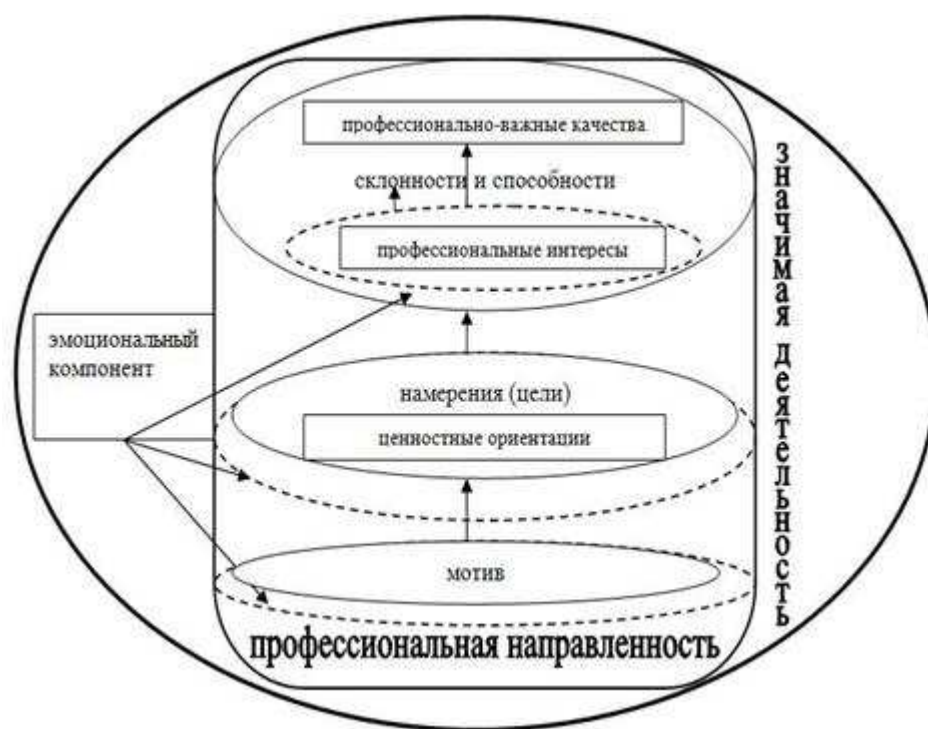 профессионально-важные качества
склонности и способности
профессиональные интересы
эмоциональный
компонент
намерения (цели)
ценностные ориентации
мотив
профессиональная направленность
значимая деятельность